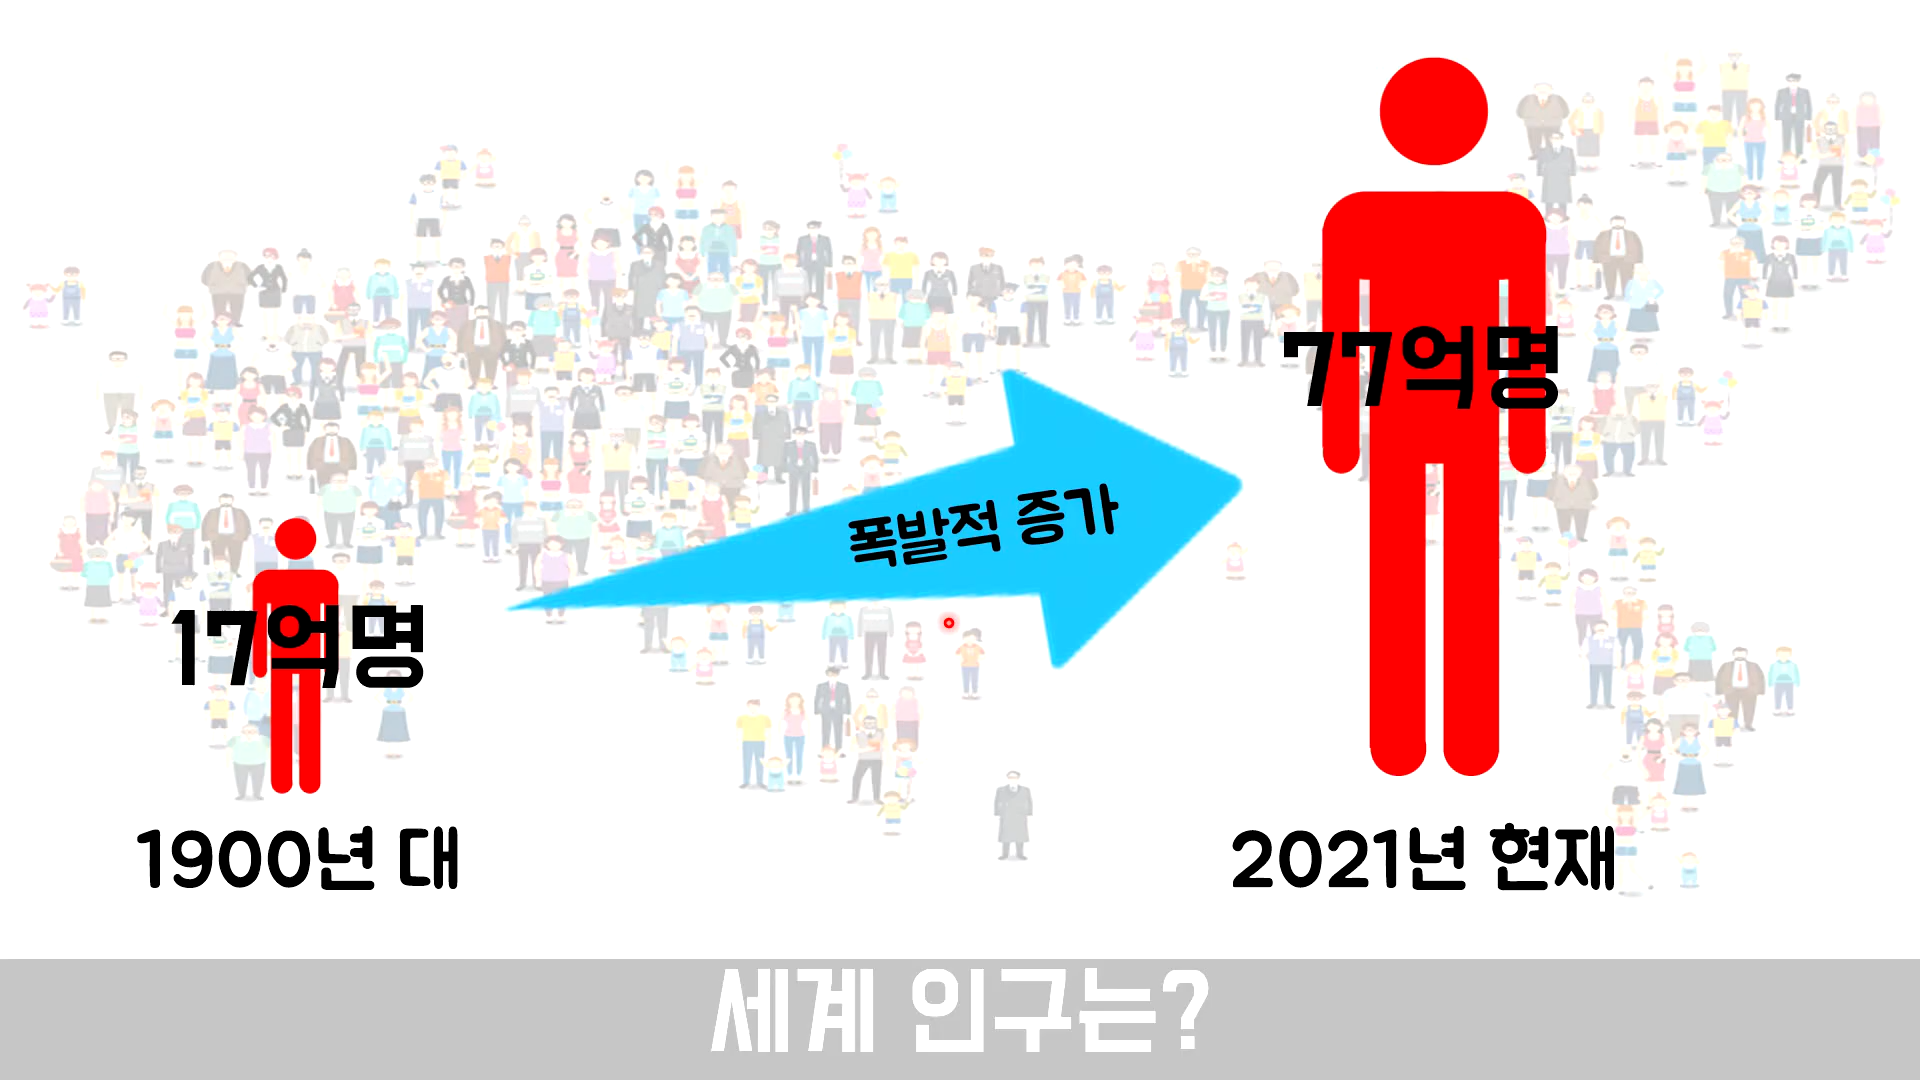 77억명
폭발적 증가
17억명
1900년 대
2021년 현재
세계 인구는?